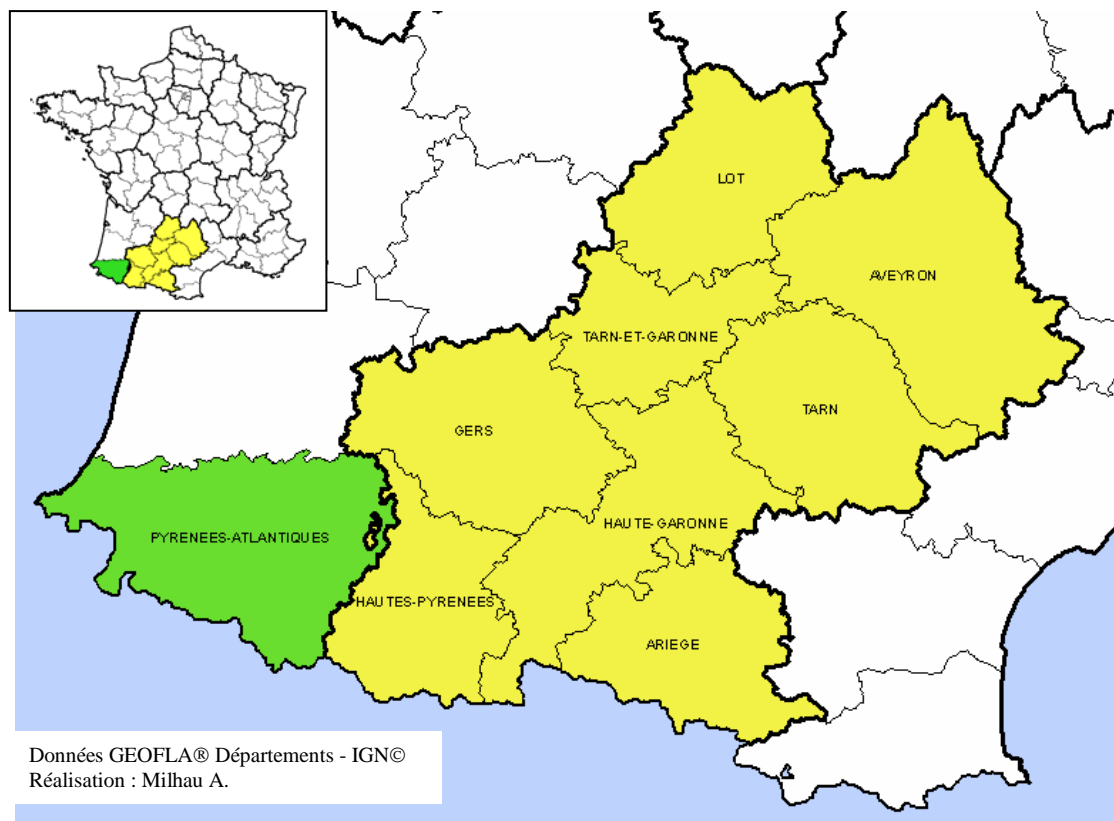 LOT
AVEYRON
TARN-ET-GARONNE
TARN
GERS
HAUTE-GARONNE
PYRENEES-ATLANTIQUES
HAUTES-PYRENEES
ARIEGE
Données GEOFLA® Départements - IGN©
Réalisation : Milhau A.